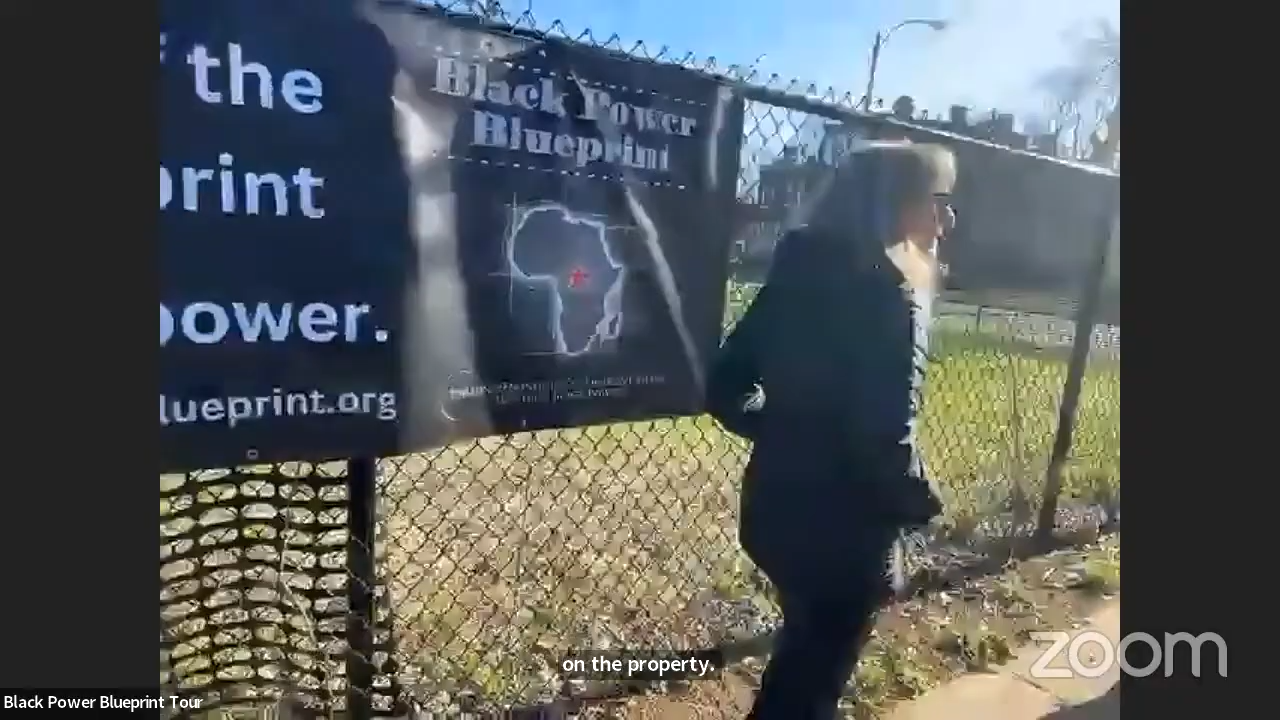 the
Black Power
Blueprint
print
power.
lueprint.org
on the property.
zoom
Black Power Blueprint Tour